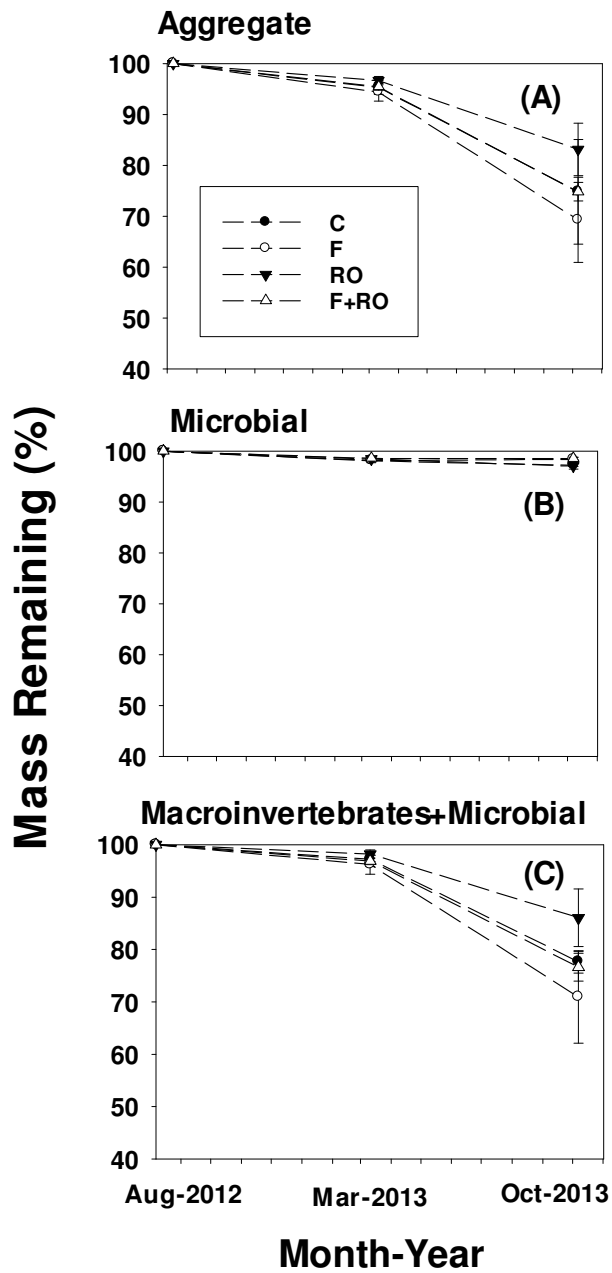 Aggregate
100
90
80
70
60
50
40
(A)
C
F
RO
F+RO
Mass Remaining (%)
Microbial
100
90
80
70
60
50
40
(B)
Macroinvertebrates+Microbial
100
90
80
70
60
50
40
(C)
Aug-2012 Mar-2013 Oct-2013
Month-Year